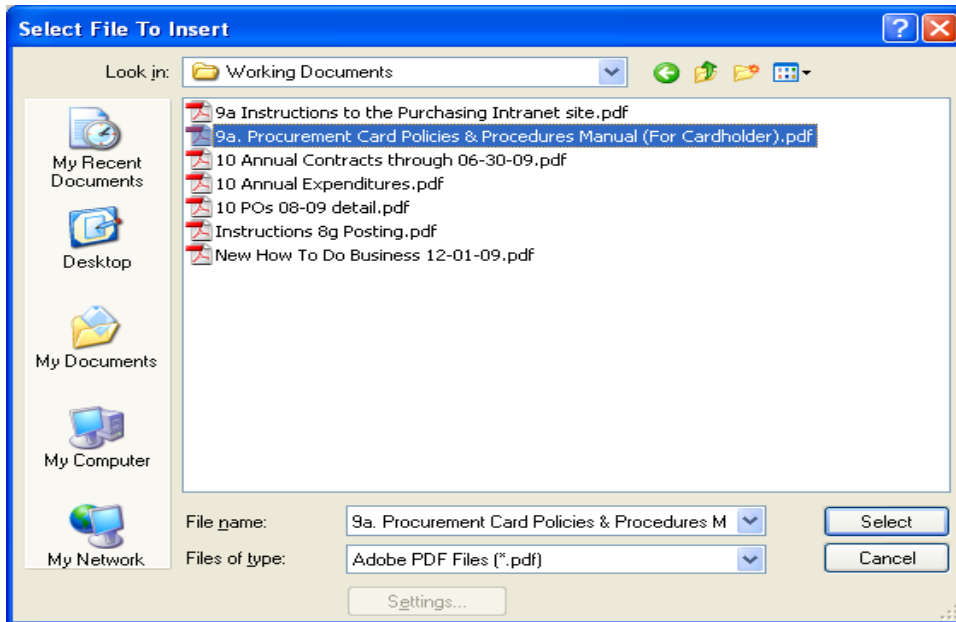 Select File To Insert
Look in: Working Documents
9a Instructions to the Purchasing Intranet site.pdf
9a. Procurement Card Policies & Procedures Manual (For Cardholder).pdf
10 Annual Contracts through 06-30-09.pdf
10 Annual Expenditures.pdf
10 POs 08-09 detail.pdf
Instructions 8g Posting.pdf
New How To Do Business 12-01-09.pdf
My Recent
Documents
Desktop
My Documents
My Computer
My Network
File name: 9a. Procurement Card Policies & Procedures M Select
Files of type: Adobe PDF Files (*.pdf) Cancel
Settings...